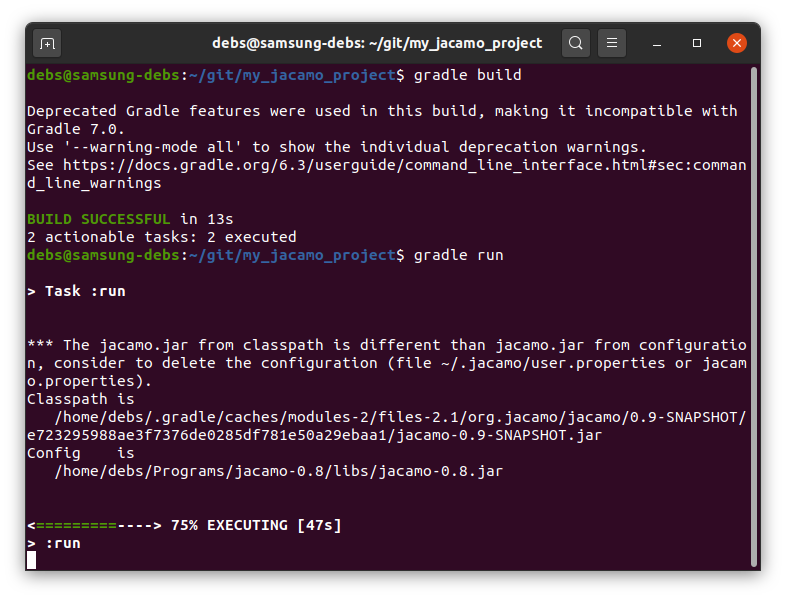 debs@samsung-debs: ~/git/my_jacamo_project
debs@samsung-debs:~/git/my_jacamo_project$ gradle build
Deprecated Gradle features were used in this build, making it incompatible with
Gradle 7.0.
Use '--warning-mode all' to show the individual deprecation warnings.
See https://docs.gradle.org/6.3/userguide/command_line_interface.html#sec:comman
d_line_warnings
BUILD SUCCESSFUL in 13s
2 actionable tasks: 2 executed
debs@samsung-debs:~/git/my_jacamo_project$ gradle run
> Task :run
*** The jacamo.jar from classpath is different than jacamo.jar from configuratio
n, consider to delete the configuration (file ~/.jacamo/user.properties or jacam
o.properties).
Classpath is
   /home/debs/.gradle/caches/modules-2/files-2.1/org.jacamo/jacamo/0.9-SNAPSHOT/
e723295988ae3f7376de0285df781e50a29ebaa1/jacamo-0.9-SNAPSHOT.jar
Config    is
   /home/debs/Programs/jacamo-0.8/libs/jacamo-0.8.jar
<=========----> 75% EXECUTING [47s]
> :run